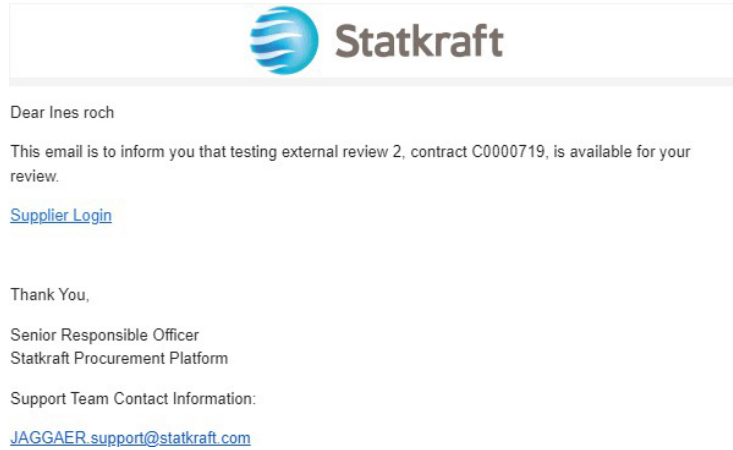 Statkraft
Dear Ines roch
This email is to inform you that testing external review 2, contract C0000719, is available for your
review.
Supplier Login
Thank You,
Senior Responsible Officer
Statkraft Procurement Platform
Support Team Contact Information:
JAGGAER.support@statkraft.com